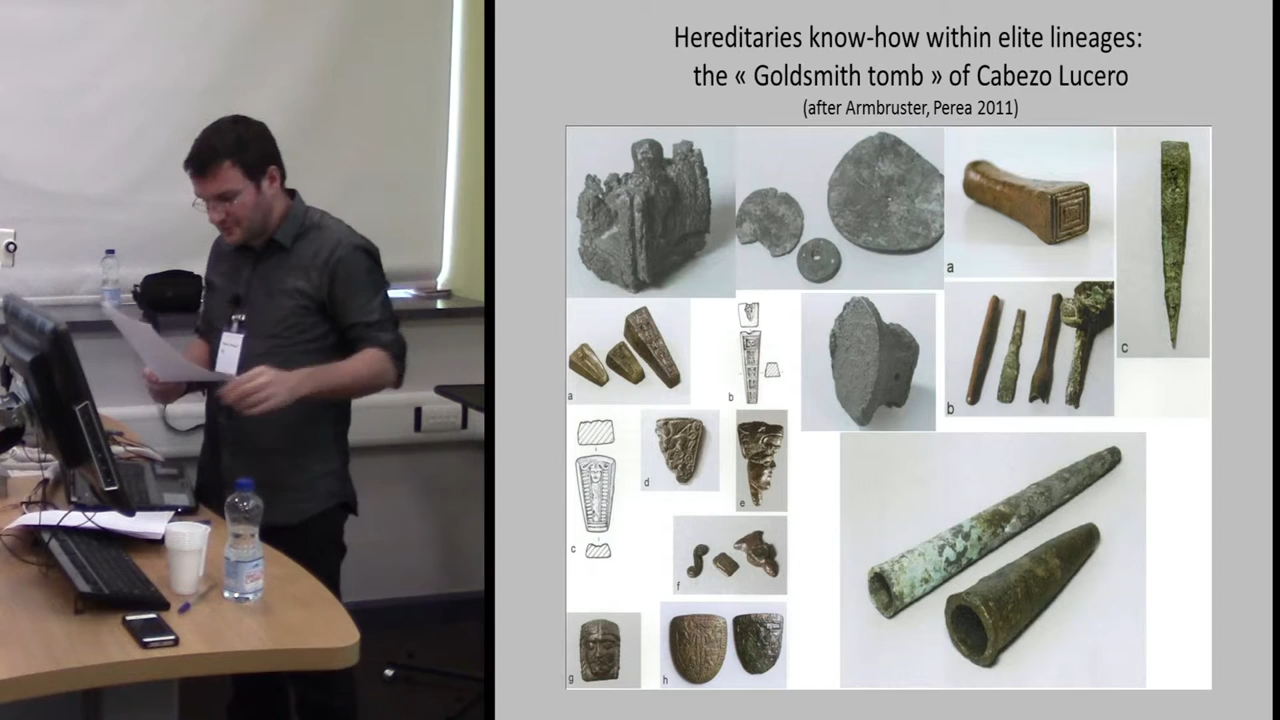 Hereditaries know-how within elite lineages:
the « Goldsmith tomb » of Cabezo Lucero
(after Armbruster, Perea 2011)
a
c
a
b
b
d
e
c
f
g
h